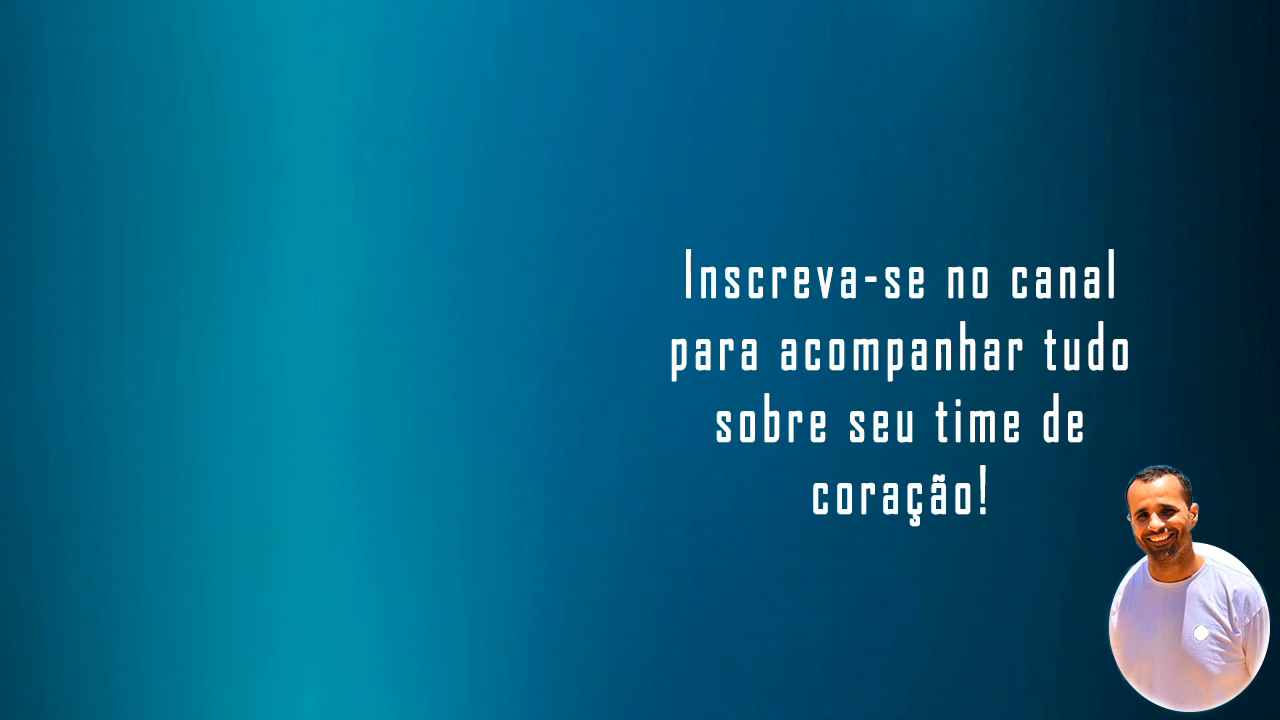 Inscreva-se no canal
para acompanhar tudo
sobre seu time de
coração!